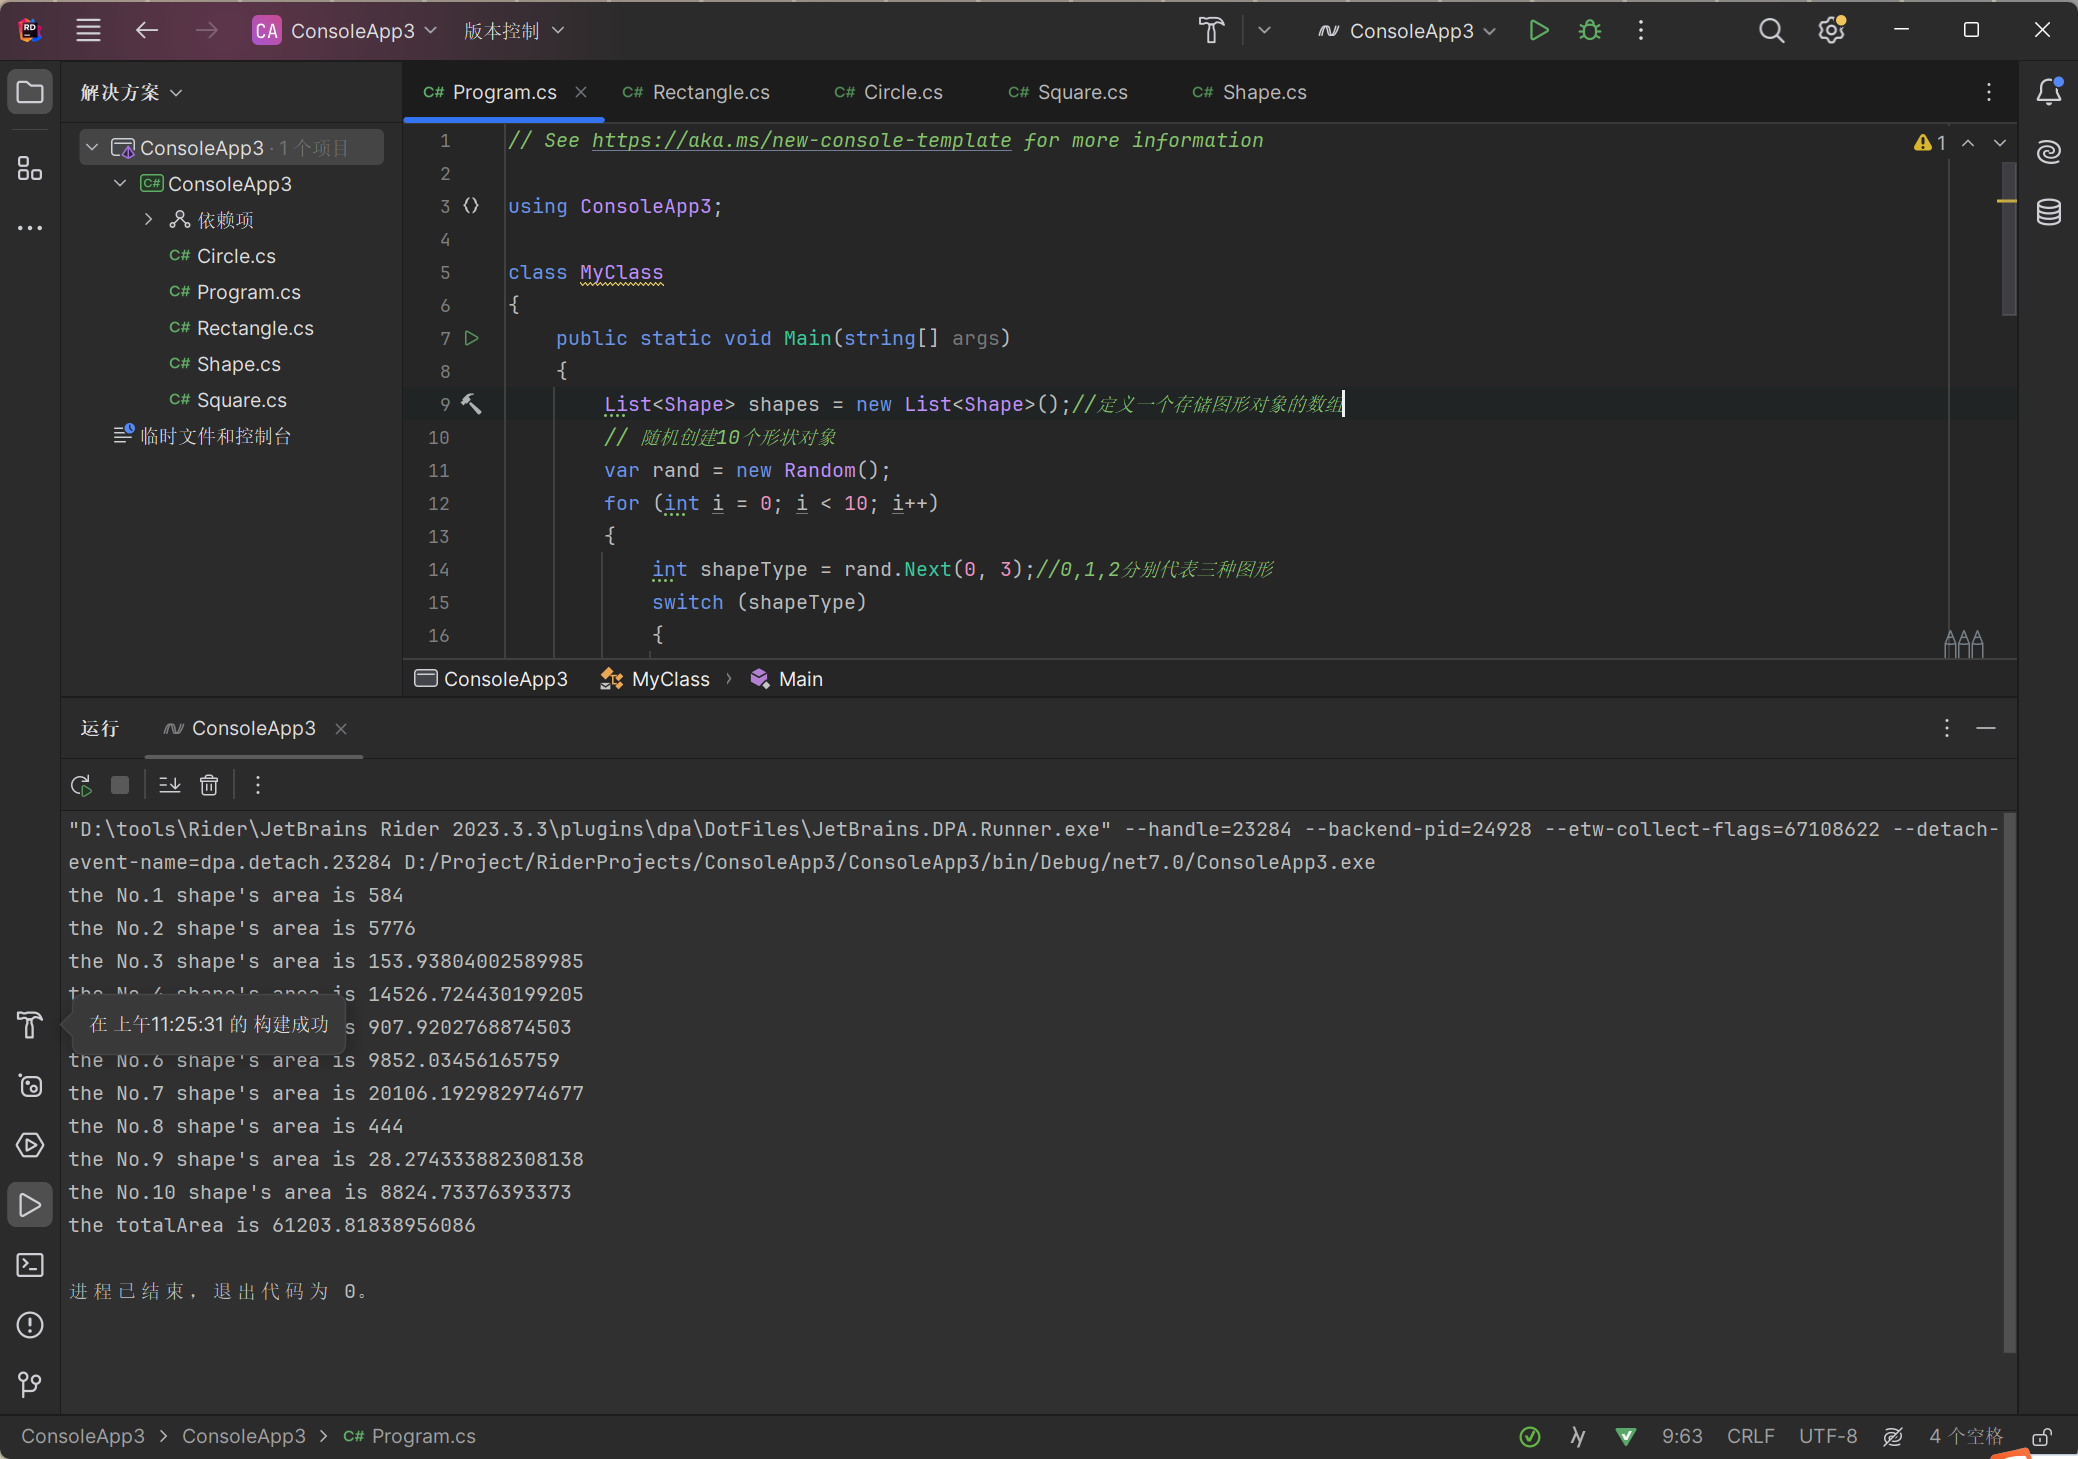 CA ConsoleApp3 版本控制 ConsoleApp3
解决方案
Program.cs Rectangle.cs Circle.cs Square.cs Shape.cs
ConsoleApp3 · 1 个项目
ConsoleApp3
依赖项
C# Circle.cs
C# Program.cs
C# Rectangle.cs
C# Shape.cs
C# Square.cs
临时文件和控制台
1 // See https://aka.ms/new-console-template for more information
2
3 using ConsoleApp3;
4
5 class MyClass
6 {
7 public static void Main(string[] args)
8 {
9 List<Shape> shapes = new List<Shape>();//定义一个存储图形对象的数组
10 // 随机创建10个形状对象
11 var rand = new Random();
12 for (int i = 0; i < 10; i++)
13 {
14 int shapeType = rand.Next(0, 3);//0,1,2分别代表三种图形
15 switch (shapeType)
16 {
1
ConsoleApp3 MyClass › Main
运行 ConsoleApp3
"D:\tools\Rider\JetBrains Rider 2023.3.3\plugins\dpa\DotFiles\JetBrains.DPA.Runner.exe" --handle=23284 --backend-pid=24928 --etw-collect-flags=67108622 --detach-
event-name=dpa.detach.23284 D:/Project/RiderProjects/ConsoleApp3/ConsoleApp3/bin/Debug/net7.0/ConsoleApp3.exe
the No.1 shape's area is 584
the No.2 shape's area is 5776
the No.3 shape's area is 153.93804002589985
the No.4 shape's area is 14526.724430199205
在 上午11:25:31 的 构建成功
s 907.9202768874503
the No.6 shape's area is 9852.03456165759
the No.7 shape's area is 20106.192982974677
the No.8 shape's area is 444
the No.9 shape's area is 28.274333882308138
the No.10 shape's area is 8824.73376393373
the totalArea is 61203.81838956086
进程已结束，退出代码为 0。
ConsoleApp3 > ConsoleApp3 > C# Program.cs 9:63 CRLF UTF-8 4 个空格